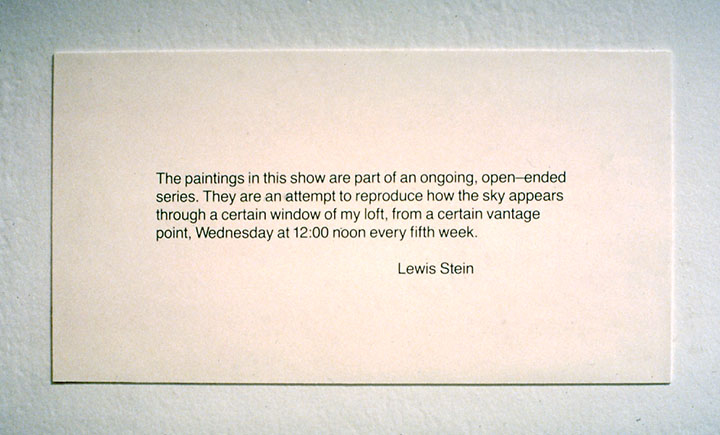 The paintings in this show are part of an ongoing, open–ended
series. They are an attempt to reproduce how the sky appears
through a certain window of my loft, from a certain vantage
point, Wednesday at 12:00 noon every fifth week.
Lewis Stein